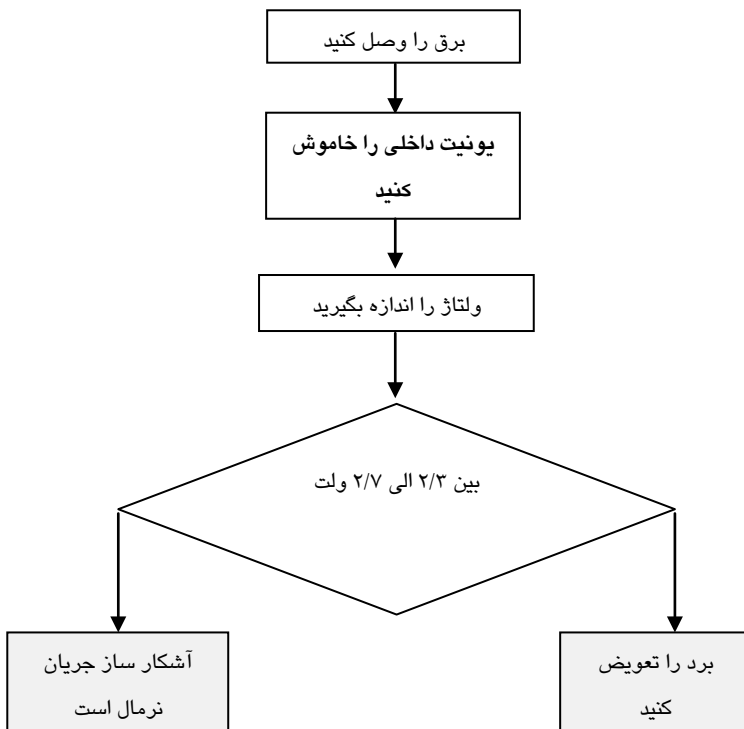 برق را وصل کنید
یونیت داخلی را خاموش
کنید
ولتاژ را اندازه بگیرید
بین ۲/۳ الی ۲/۷ ولت
برد را تعویض
کنید
آشکار ساز جریان
نرمال است